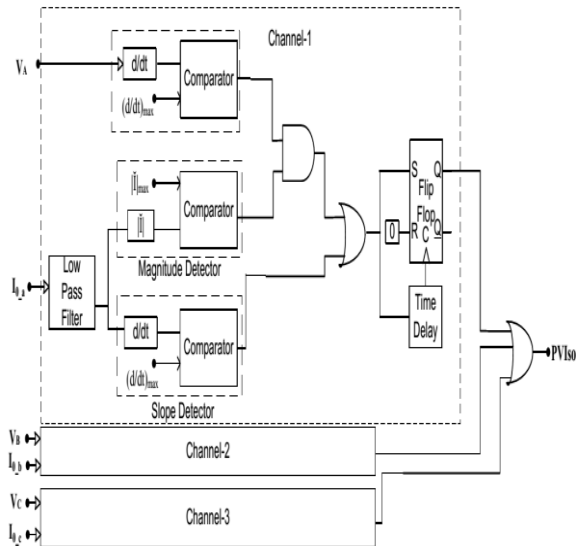 Channel-1
V_A
d/dt
Comparator
(d/dt)max
|Ĭ|max
Comparator
|Ĭ|
Magnitude Detector
I0_a
Low
Pass
Filter
d/dt
Comparator
(d/dt)max
Slope Detector
S Q
Flip
Flop
0
R Q
C
Time
Delay
PVIso
VB
I0_b
Channel-2
VC
I0_c
Channel-3